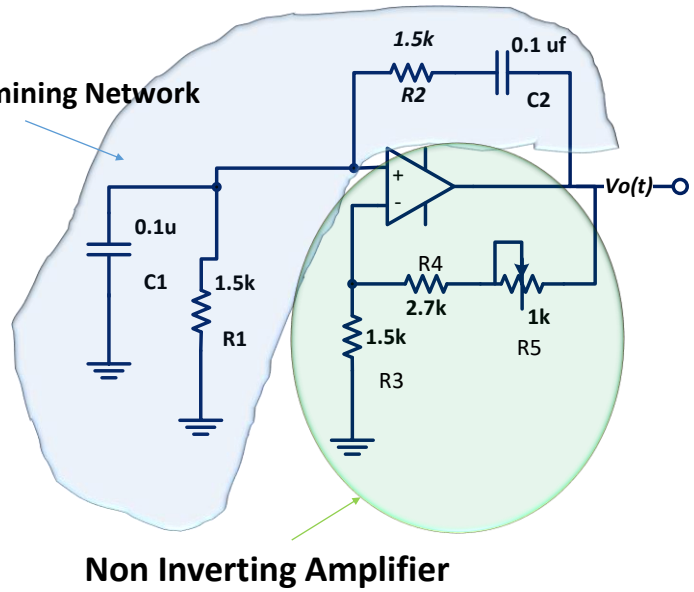 1.5k
0.1 uf
R2
C2
mining Network
+
-
Vo(t)
0.1u
C1
1.5k
R1
R4
2.7k
1k
R5
1.5k
R3
Non Inverting Amplifier